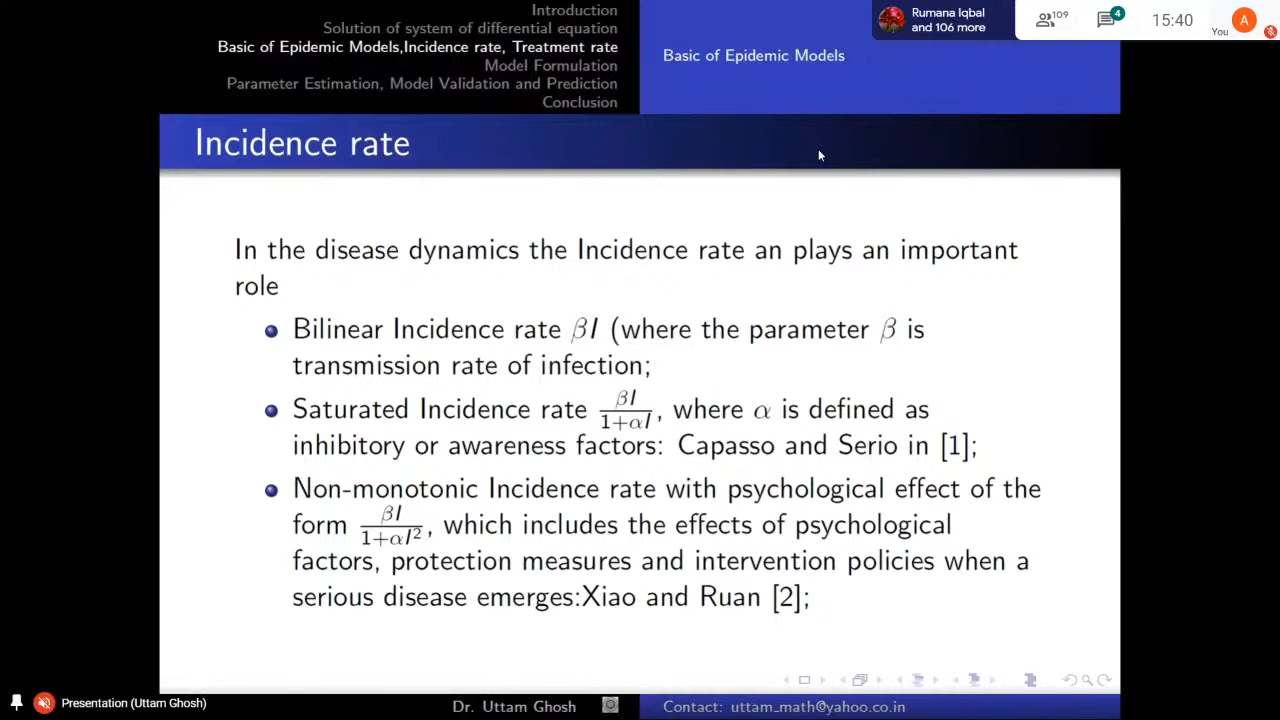 Introduction
Solution of system of differential equation
Basic of Epidemic Models,Incidence rate, Treatment rate
Model Formulation
Parameter Estimation, Model Validation and Prediction
Conclusion
Basic of Epidemic Models
Rumana Iqbal
and 106 more
109
4
15:40
You
A
Incidence rate
In the disease dynamics the Incidence rate an plays an important
role
Bilinear Incidence rate βI (where the parameter β is
transmission rate of infection;
Saturated Incidence rate βI/1+αI, where α is defined as
inhibitory or awareness factors: Capasso and Serio in [1];
Non-monotonic Incidence rate with psychological effect of the
form βI/1+αI², which includes the effects of psychological
factors, protection measures and intervention policies when a
serious disease emerges:Xiao and Ruan [2];
Presentation (Uttam Ghosh)
Dr. Uttam Ghosh
Contact: uttam_math@yahoo.co.in